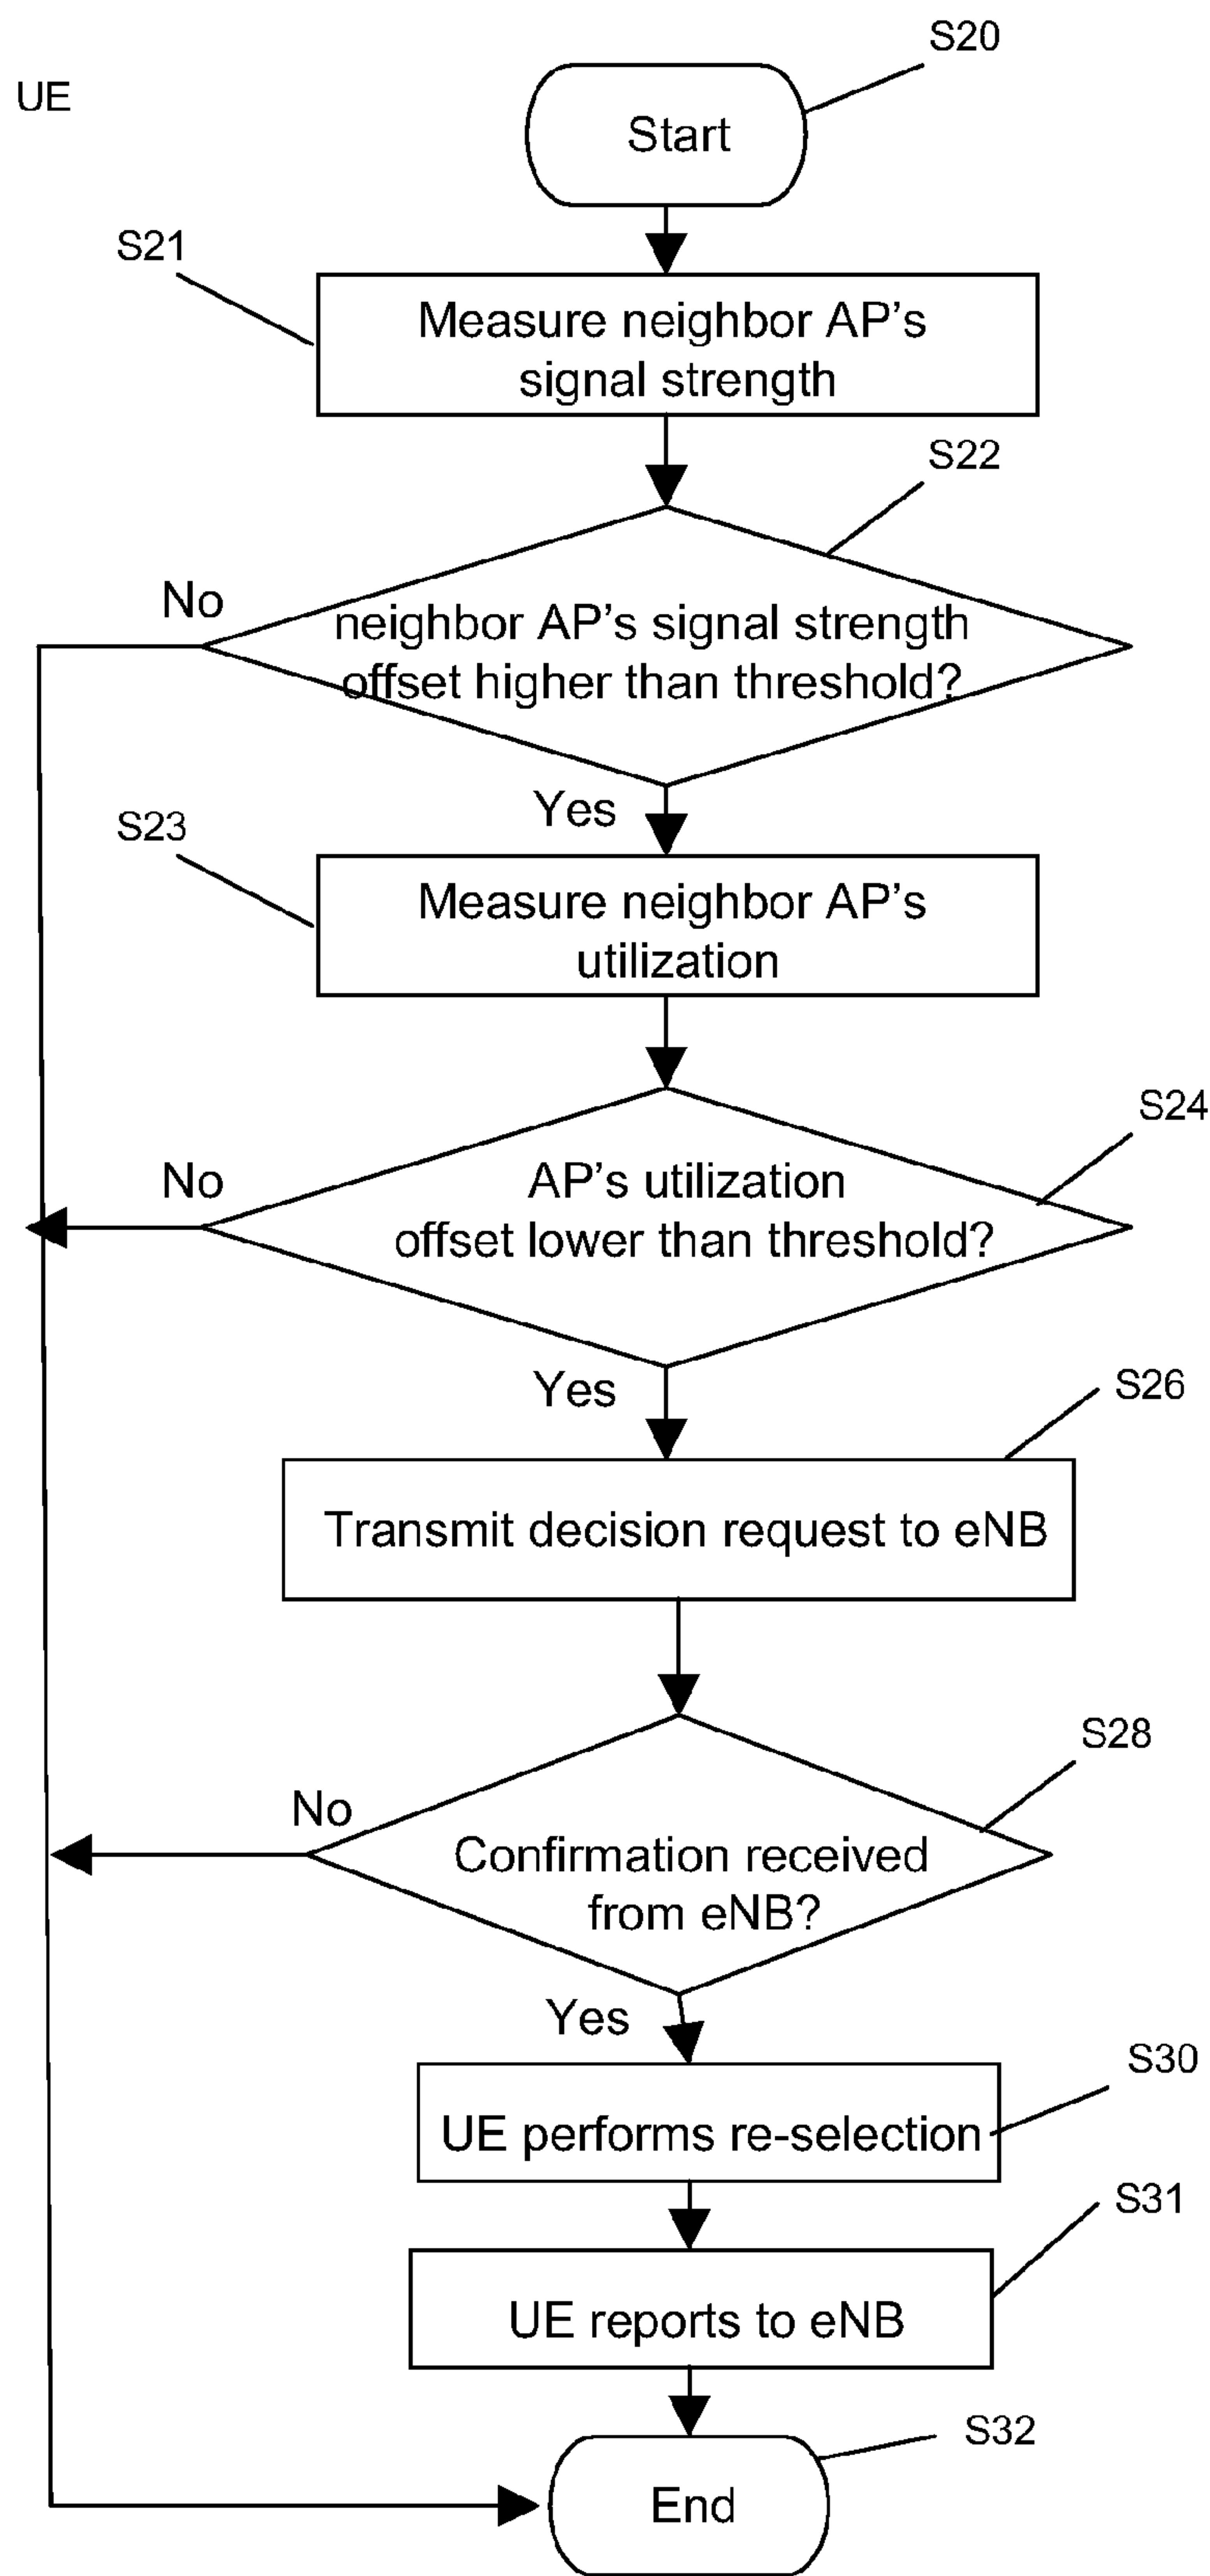 S20
UE
Start
S21
Measure neighbor AP’s
signal strength
S22
No
neighbor AP’s signal strength
offset higher than threshold?
Yes
S23
Measure neighbor AP’s
utilization
S24
No
AP’s utilization
offset lower than threshold?
Yes
S26
Transmit decision request to eNB
S28
No
Confirmation received
from eNB?
Yes
S30
UE performs re-selection
S31
UE reports to eNB
S32
End